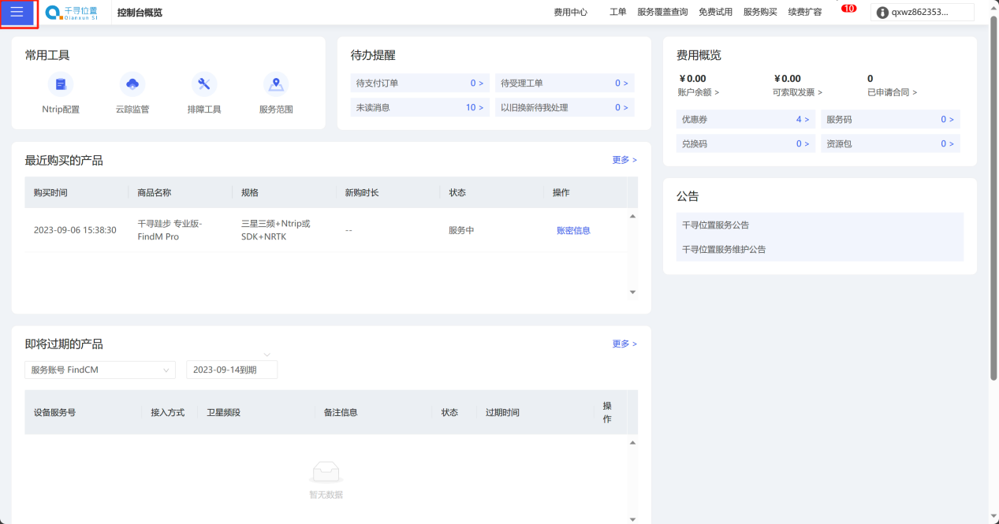 千寻位置
Qianxun SI
控制台概览
费用中心
工单
服务覆盖查询
免费试用
服务购买
续费扩容
10
qxwz862353...
常用工具
Ntrip配置
云踪监管
排障工具
服务范围
待办提醒
待支付订单 0 >
待受理工单 0 >
未读消息 10 >
以旧换新待我处理 0 >
费用概览
¥0.00
账户余额 >
¥0.00
可索取发票 >
0
已申请合同 >
优惠券 4 >
服务码 0 >
兑换码 0 >
资源包 0 >
最近购买的产品
更多 >
购买时间 商品名称 规格 新购时长 状态 操作
2023-09-06 15:38:30
千寻跬步 专业版-
FindM Pro
三星三频+Ntrip或
SDK+NRTK
--
服务中
账密信息
公告
千寻位置服务公告
千寻位置服务维护公告
即将过期的产品
更多 >
服务账号 FindCM
2023-09-14到期
设备服务号 接入方式 卫星频段 备注信息 状态 过期时间
操
作
暂无数据